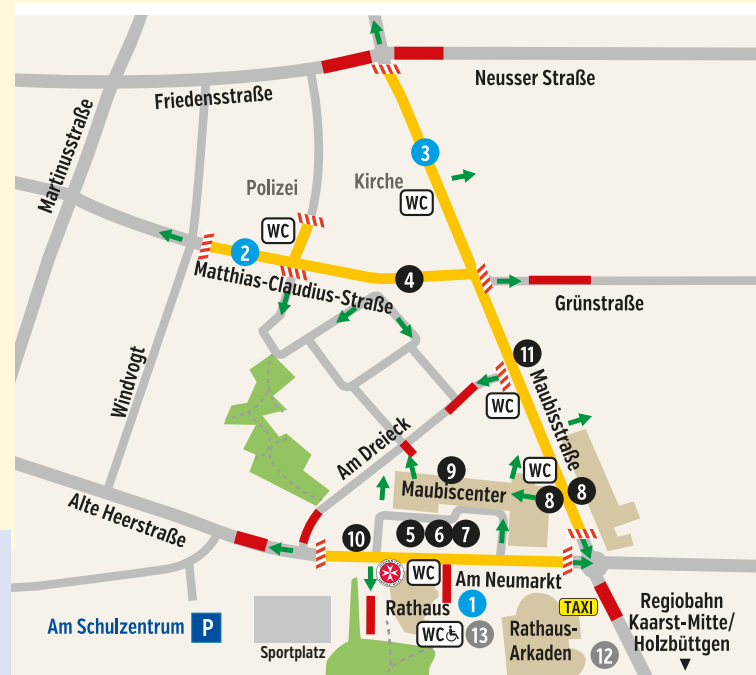 Neusser Straße
Friedensstraße
Martinusstraße
3
Polizei
Kirche
WC
WC
2
Matthias-Claudius-Straße
4
Grünstraße
11
Windvogt
WC
Maubisstraße
Am Dreieck
9
WC
Maubiscenter
8
8
Alte Heerstraße
10
5
6
7
WC
Am Neumarkt
Rathaus
1
TAXI
Regiobahn
Kaarst-Mitte/
Holzbüttgen
Am Schulzentrum P
Sportplatz
WC
13
Rathaus-
Arkaden
12